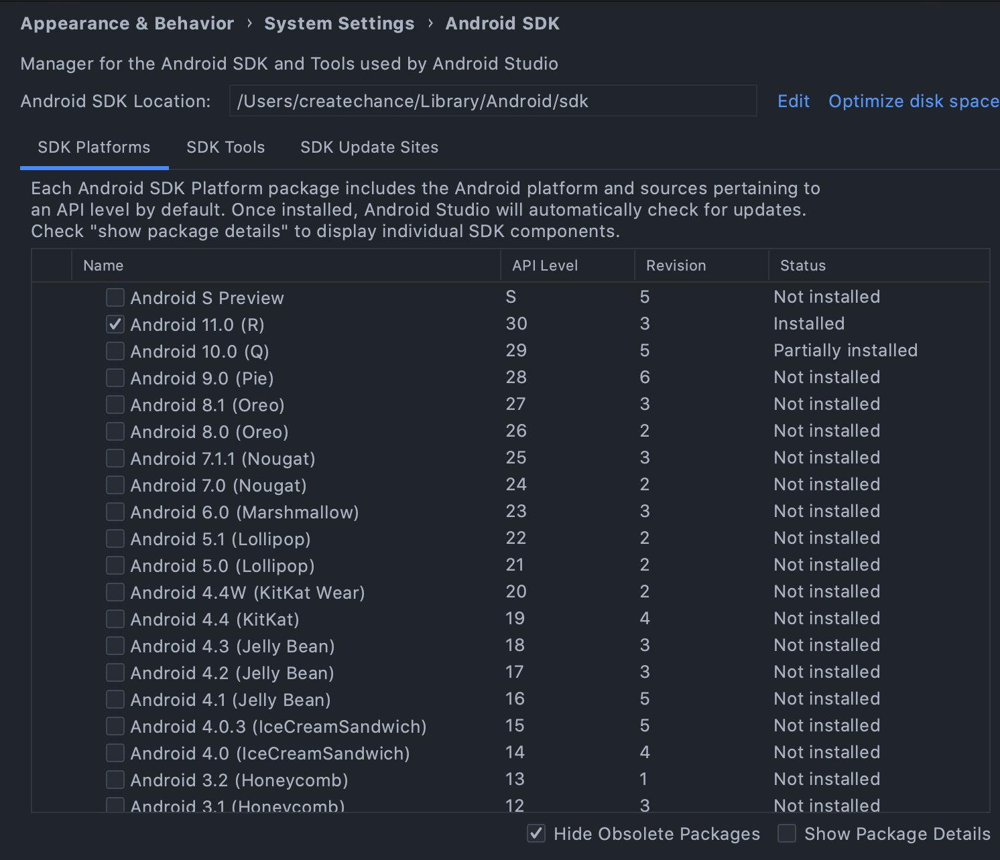 Appearance & Behavior › System Settings › Android SDK
Manager for the Android SDK and Tools used by Android Studio
Android SDK Location: /Users/createchance/Library/Android/sdk Edit Optimize disk space
SDK Platforms SDK Tools SDK Update Sites
Each Android SDK Platform package includes the Android platform and sources pertaining to
an API level by default. Once installed, Android Studio will automatically check for updates.
Check "show package details" to display individual SDK components.
Name API Level Revision Status
Android S Preview S 5 Not installed
Android 11.0 (R) 30 3 Installed
Android 10.0 (Q) 29 5 Partially installed
Android 9.0 (Pie) 28 6 Not installed
Android 8.1 (Oreo) 27 3 Not installed
Android 8.0 (Oreo) 26 2 Not installed
Android 7.1.1 (Nougat) 25 3 Not installed
Android 7.0 (Nougat) 24 2 Not installed
Android 6.0 (Marshmallow) 23 3 Not installed
Android 5.1 (Lollipop) 22 2 Not installed
Android 5.0 (Lollipop) 21 2 Not installed
Android 4.4W (KitKat Wear) 20 2 Not installed
Android 4.4 (KitKat) 19 4 Not installed
Android 4.3 (Jelly Bean) 18 3 Not installed
Android 4.2 (Jelly Bean) 17 3 Not installed
Android 4.1 (Jelly Bean) 16 5 Not installed
Android 4.0.3 (IceCreamSandwich) 15 5 Not installed
Android 4.0 (IceCreamSandwich) 14 4 Not installed
Android 3.2 (Honeycomb) 13 1 Not installed
Android 3.1 (Honeycomb) 12 3 Not installed
Hide Obsolete Packages Show Package Details